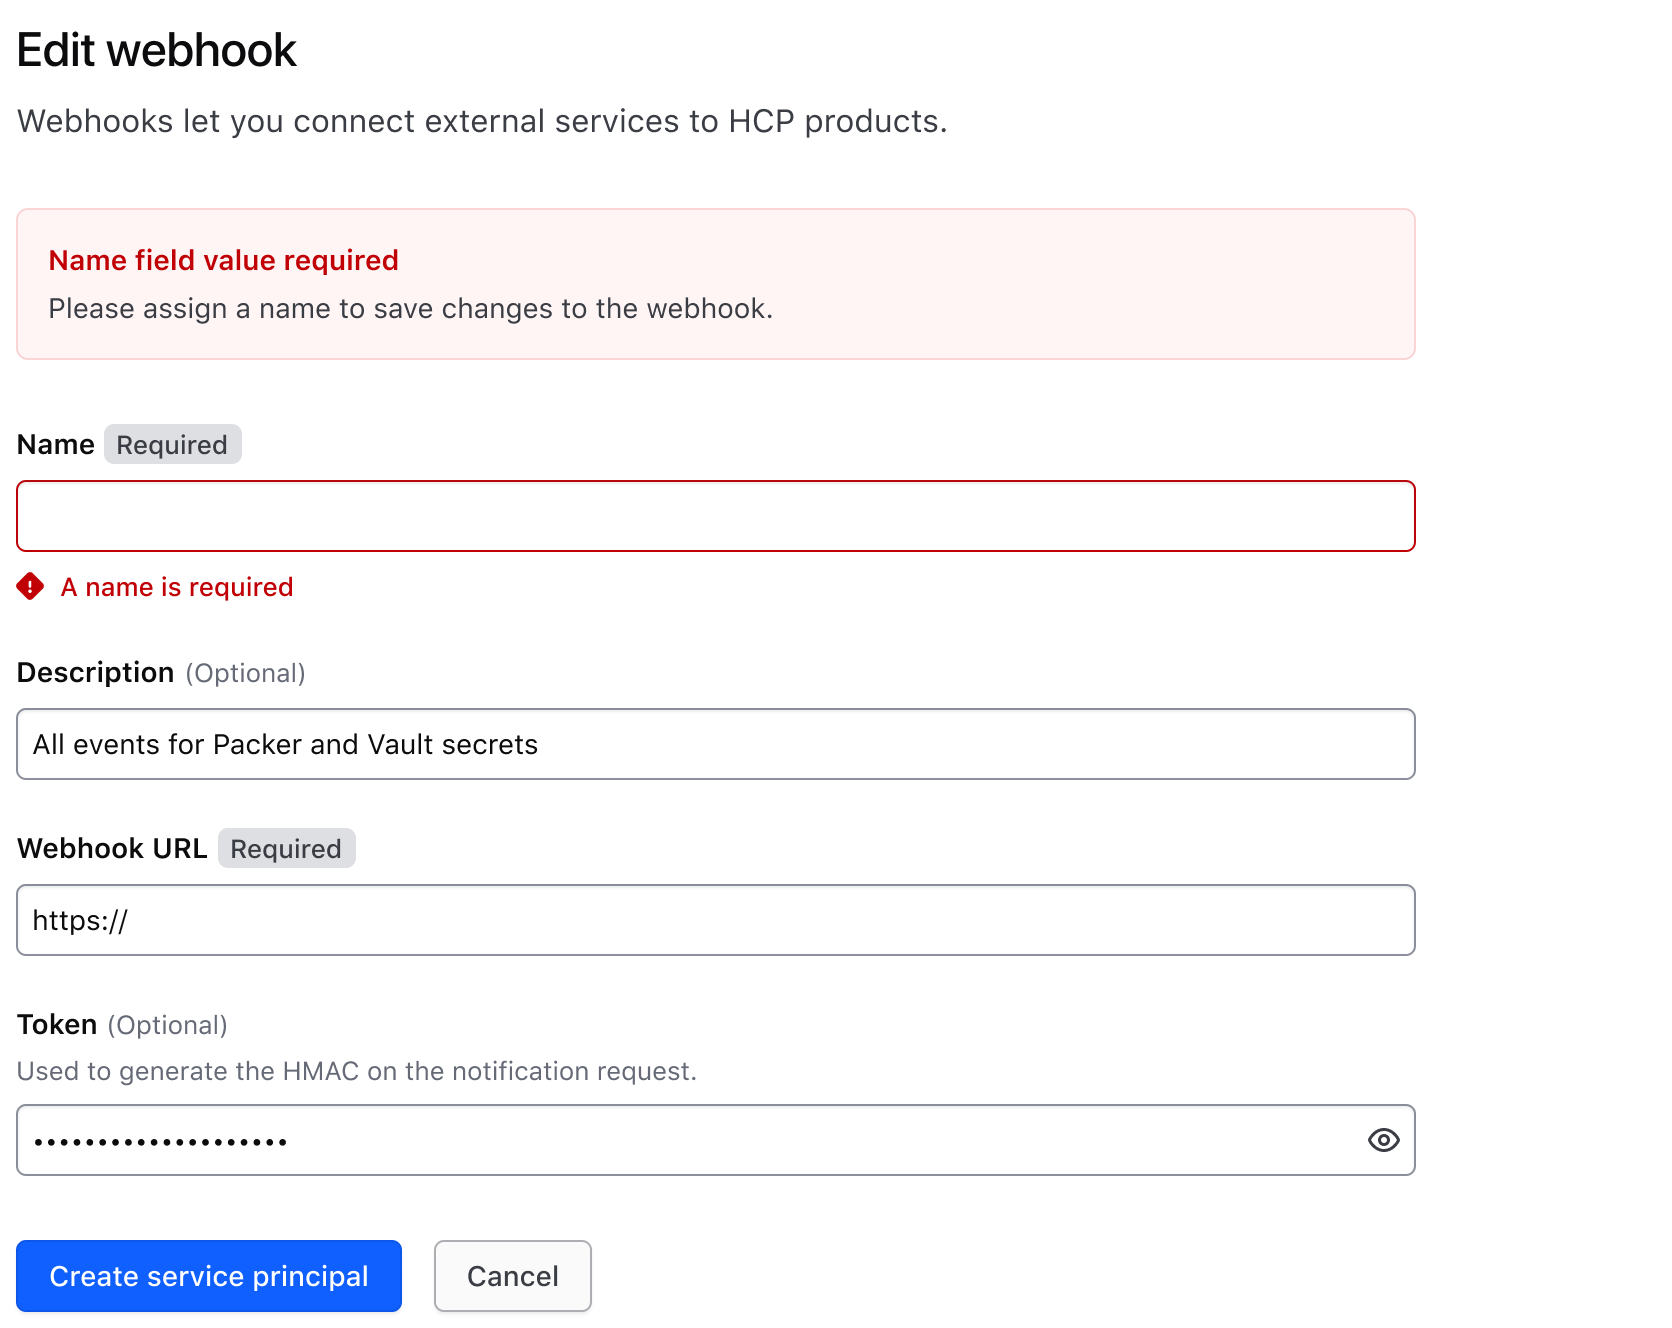 Edit webhook
Webhooks let you connect external services to HCP products.
Name field value required
Please assign a name to save changes to the webhook.
Name Required
A name is required
Description (Optional)
All events for Packer and Vault secrets
Webhook URL Required
https://
Token (Optional)
Used to generate the HMAC on the notification request.
••••••••••••••••••••
Create service principal Cancel